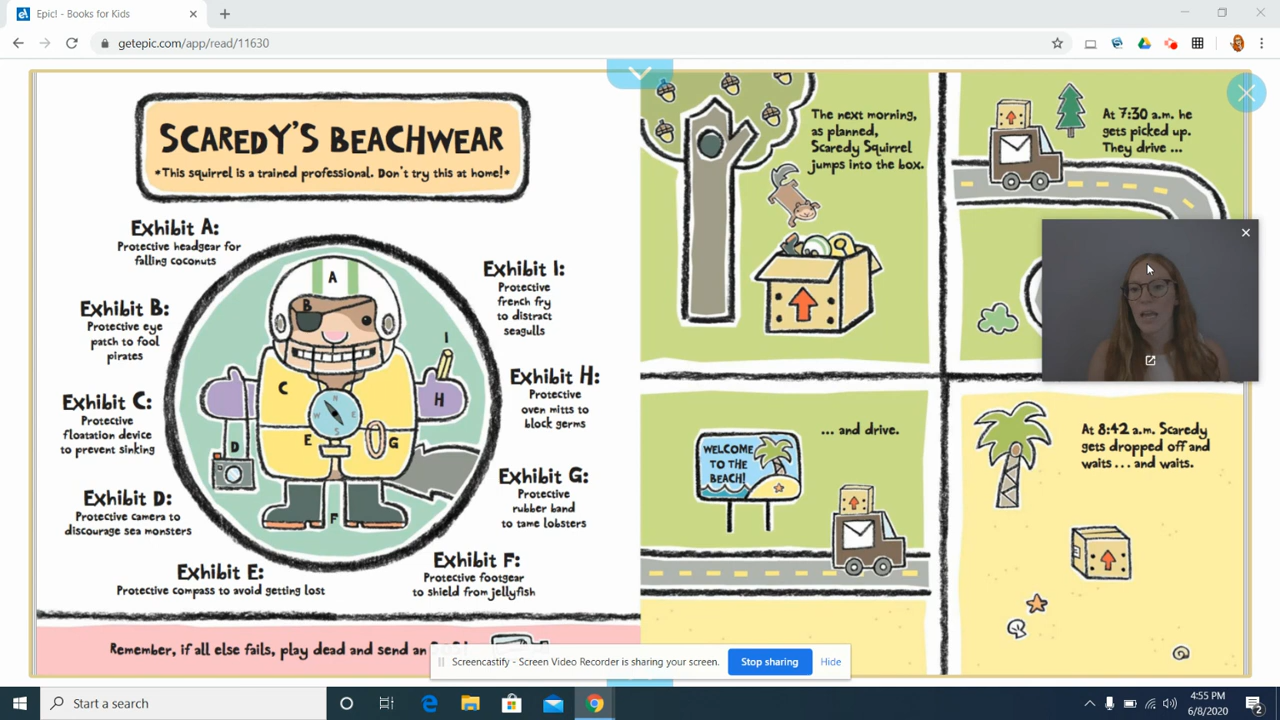 Epic! - Books for Kids
getepic.com/app/read/11630
SCAREDY'S BEACHWEAR
*This squirrel is a trained professional. Don't try this at home!*
Exhibit A:
Protective headgear for
falling coconuts
Exhibit B:
Protective eye
patch to fool
pirates
Exhibit C:
Protective
floatation device
to prevent sinking
Exhibit D:
Protective camera to
discourage sea monsters
Exhibit E:
Protective compass to avoid getting lost
A
B
C
D
E
F
G
H
I
N
E
S
W
Exhibit I:
Protective
french fry
to distract
seagulls
Exhibit H:
Protective
oven mitts to
block germs
Exhibit G:
Protective
rubber band
to tame lobsters
Exhibit F:
Protective footgear
to shield from jellyfish
Remember, if all else fails, play dead and send an
The next morning,
as planned,
Scaredy Squirrel
jumps into the box.
At 7:30 a.m. he
gets picked up.
They drive ...
... and drive.
WELCOME
TO THE
BEACH!
At 8:42 a.m. Scaredy
gets dropped off and
waits ... and waits.
Screencastify - Screen Video Recorder is sharing your screen.
Stop sharing
Hide
Start a search
4:55 PM
6/8/2020
2